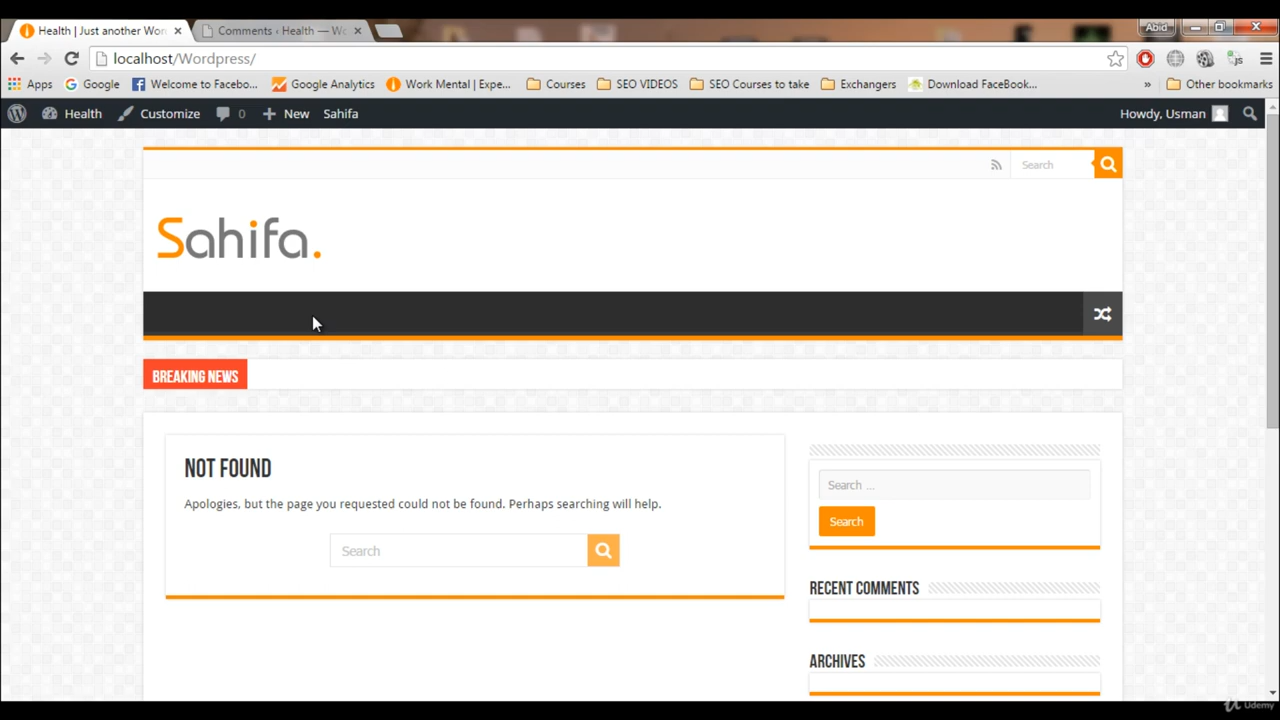 Health | Just another Wor
Comments ‹ Health — Wo
Abid
localhost/Wordpress/
Apps
Google
Welcome to Facebo...
Google Analytics
Work Mental | Expe...
Courses
SEO VIDEOS
SEO Courses to take
Exchangers
Download FaceBook...
»
Other bookmarks
Health
Customize
0
New
Sahifa
Howdy, Usman
Search
Sahifa.
BREAKING NEWS
NOT FOUND
Apologies, but the page you requested could not be found. Perhaps searching will help.
Search
Search ...
Search
RECENT COMMENTS
ARCHIVES
Udemy